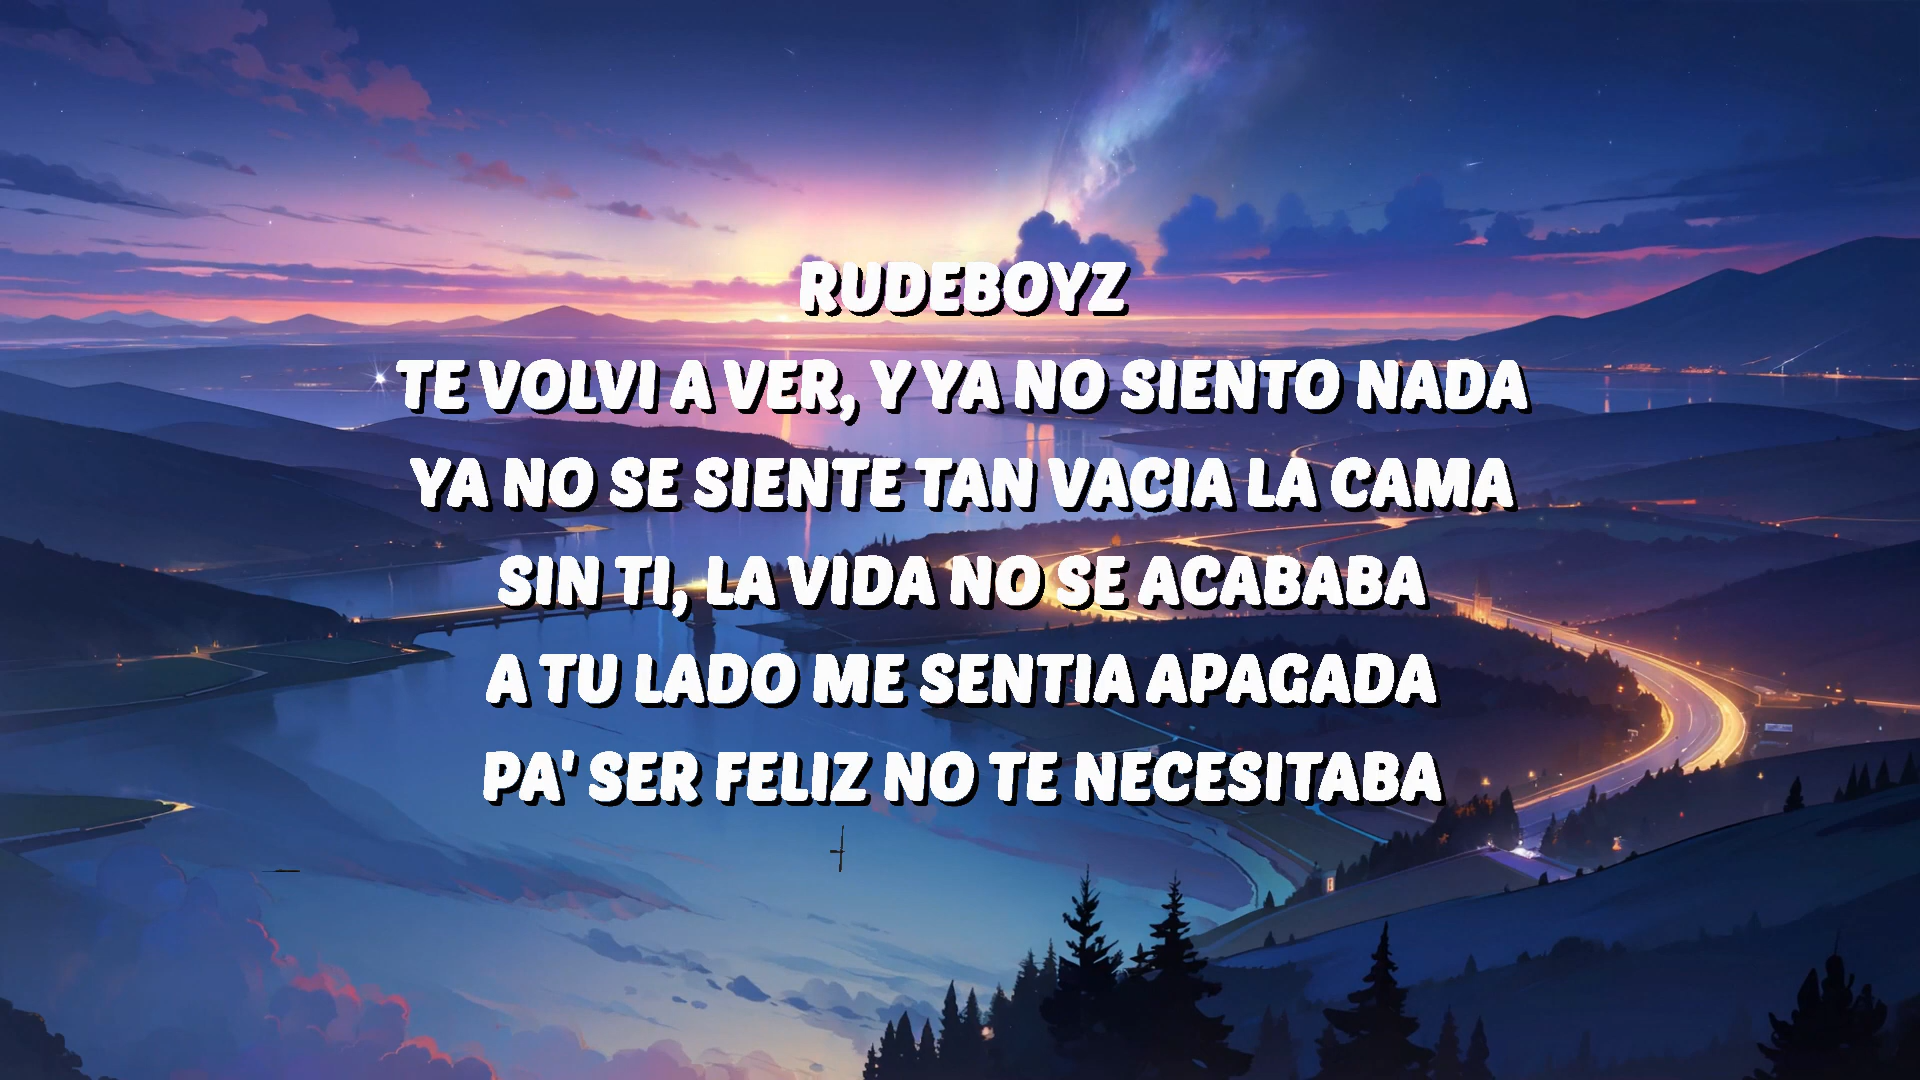 RUDEBOYZ
TE VOLVI A VER, Y YA NO SIENTO NADA
YA NO SE SIENTE TAN VACIA LA CAMA
SIN TI, LA VIDA NO SE ACABABA
A TU LADO ME SENTIA APAGADA
PA' SER FELIZ NO TE NECESITABA